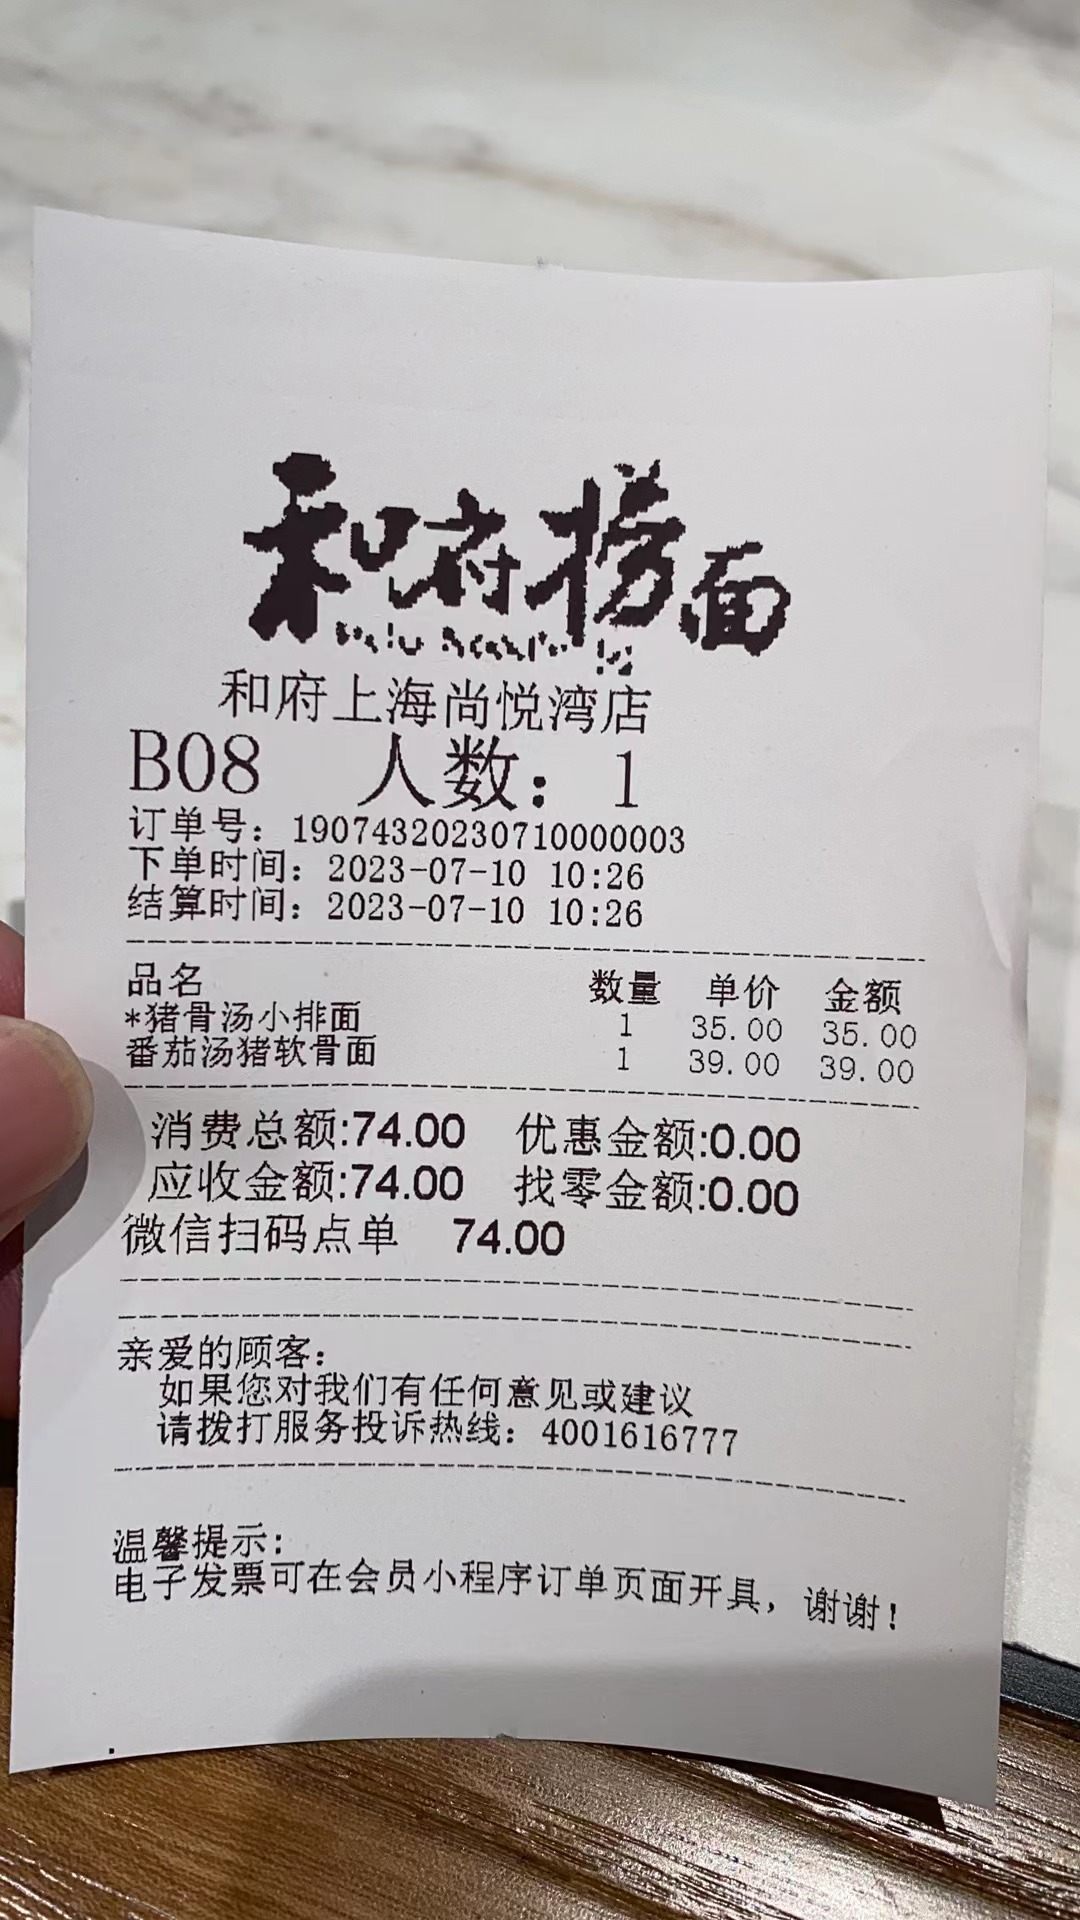 和府捞面
和府上海尚悦湾店
B08 人数：1
订单号：19074320230710000003
下单时间：2023-07-10 10:26
结算时间：2023-07-10 10:26
品名 数量 单价 金额
*猪骨汤小排面 1 35.00 35.00
番茄汤猪软骨面 1 39.00 39.00
消费总额:74.00 优惠金额:0.00
应收金额:74.00 找零金额:0.00
微信扫码点单 74.00
亲爱的顾客：
如果您对我们有任何意见或建议
请拨打服务投诉热线：4001616777
温馨提示：
电子发票可在会员小程序订单页面开具，谢谢！